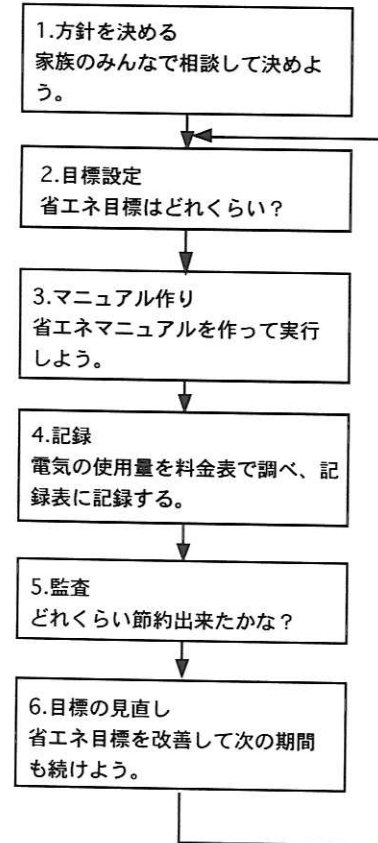 1.方針を決める
家族のみんなで相談して決めよ
う。
2.目標設定
省エネ目標はどれくらい？
3.マニュアル作り
省エネマニュアルを作って実行
しよう。
4.記録
電気の使用量を料金表で調べ、記
録表に記録する。
5.監査
どれくらい節約出来たかな？
6.目標の見直し
省エネ目標を改善して次の期間
も続けよう。